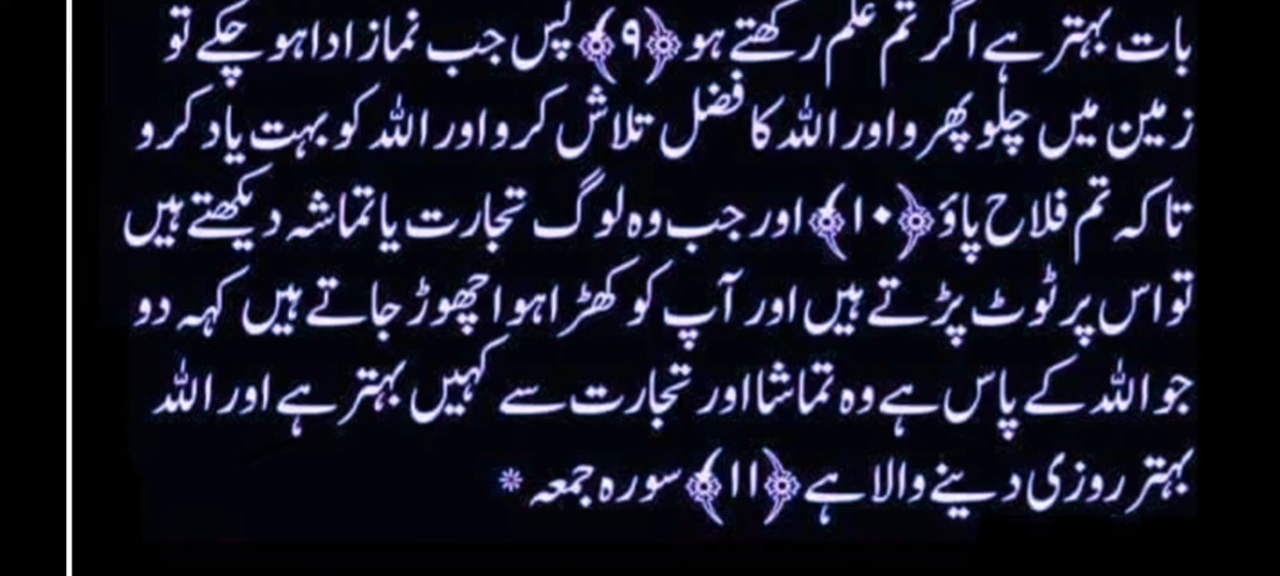 بات بہتر ہے اگر تم علم رکھتے ہو ﴿۹﴾ پس جب نماز ادا ہو چکے تو
زمین میں چلو پھرو اور اللہ کا فضل تلاش کرو اور اللہ کو بہت یاد کرو
تاکہ تم فلاح پاؤ ﴿۱۰﴾ اور جب وہ لوگ تجارت یا تماشہ دیکھتے ہیں
تو اس پر ٹوٹ پڑتے ہیں اور آپ کو کھڑا ہوا چھوڑ جاتے ہیں کہہ دو
جو اللہ کے پاس ہے وہ تماشا اور تجارت سے کہیں بہتر ہے اور اللہ
بہتر روزی دینے والا ہے ﴿۱۱﴾ سورہ جمعہ *